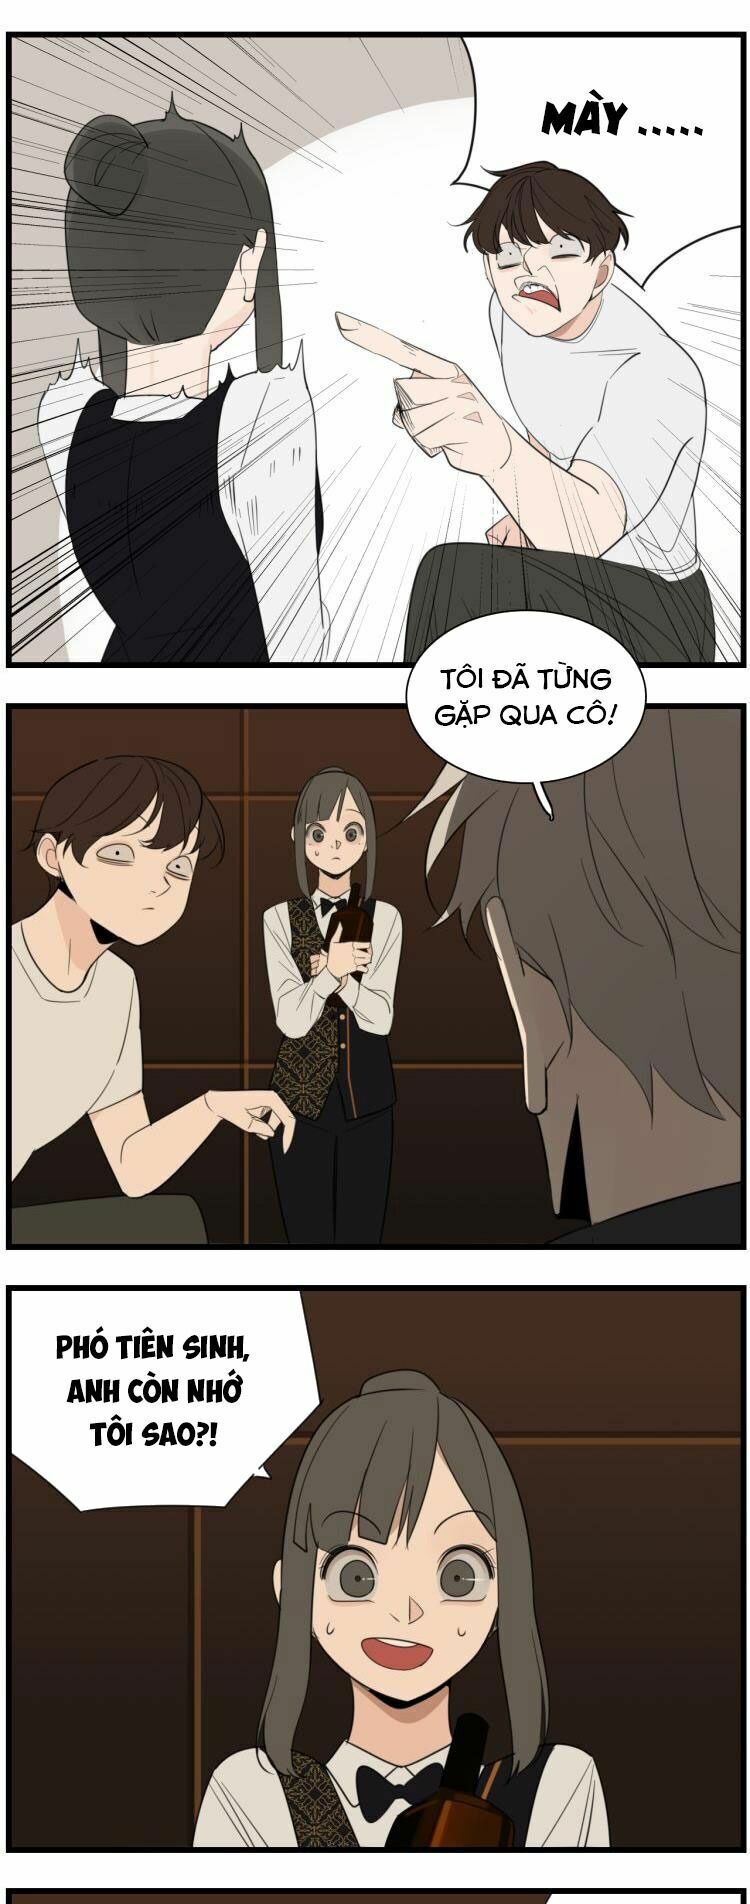 MÀY .....
TÔI ĐÃ TỪNG
GẶP QUA CÔ!
PHÓ TIÊN SINH,
ANH CÒN NHỚ
TÔI SAO?!